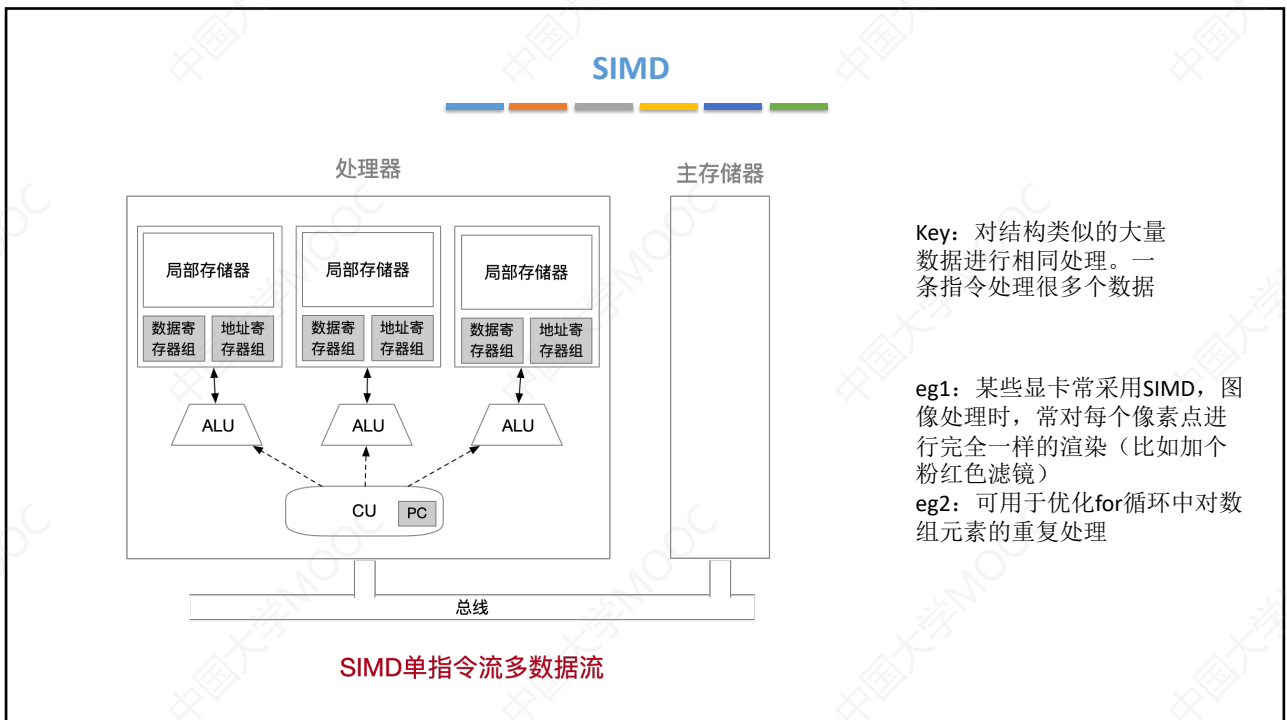 SIMD
处理器
主存储器
局部存储器
局部存储器
局部存储器
数据寄
存器组
地址寄
存器组
数据寄
存器组
地址寄
存器组
数据寄
存器组
地址寄
存器组
ALU
ALU
ALU
CU
PC
总线
SIMD单指令流多数据流
Key：对结构类似的大量
数据进行相同处理。一
条指令处理很多个数据
eg1：某些显卡常采用SIMD，图
像处理时，常对每个像素点进
行完全一样的渲染（比如加个
粉红色滤镜）
eg2：可用于优化for循环中对数
组元素的重复处理
中国大学MOOC